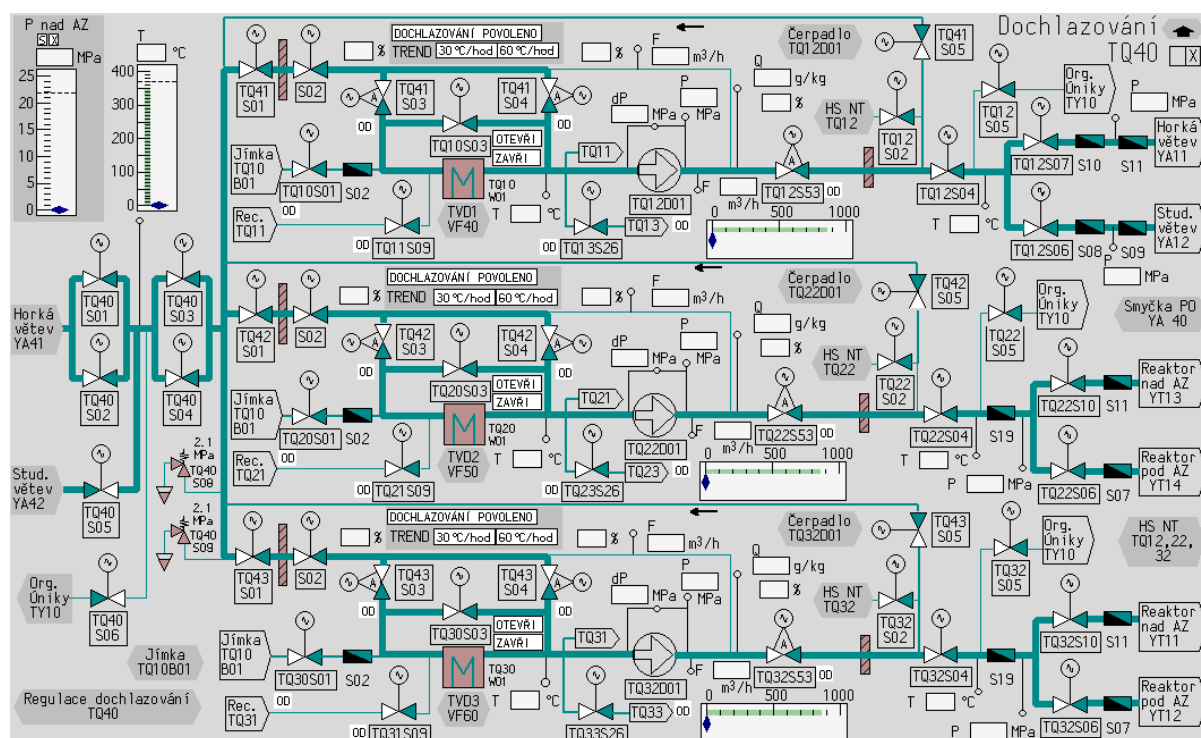 P nad AZ
S X
MPa
25
20
15
10
5
0
T
°C
400
300
200
100
0
Dochlazování
TQ40
X
DOCHLAZOVÁNÍ POVOLENO
TREND 30 °C/hod 60 °C/hod
%
%
F
m3/h
Čerpadlo
TQ12D01
TQ41
S05
TQ41
S01
S02
A
TQ41
S03
TQ41
S04
A
OD
OD
dP
MPa
P
MPa
Q
g/kg
%
HS NT
TQ12
TQ12
S02
TQ12
S05
Org.
Úniky
TY10
P
MPa
TQ10S03
OTEVŘI
ZAVŘI
Jímka
TQ10
B01
TQ10S01
S02
OD
TQ10
W01
TVD1
VF40
TQ11
TQ12D01
A
TQ12S53
OD
TQ12S04
TQ12S07
S10
S11
Horká
větev
YA11
Rec.
TQ11
OD
TQ11S09
T
°C
TQ13
OD
OD
TQ13S26
F
m3/h
0
500
1000
T
°C
TQ12S06
S08
S09
P
MPa
Stud.
větev
YA12
DOCHLAZOVÁNÍ POVOLENO
TREND 30 °C/hod 60 °C/hod
%
%
F
m3/h
Čerpadlo
TQ22D01
TQ42
S05
Horká
větev
YA41
TQ40
S01
TQ40
S03
TQ40
S02
TQ40
S04
TQ42
S01
S02
A
TQ42
S03
TQ42
S04
A
OD
OD
dP
MPa
P
MPa
Q
g/kg
%
HS NT
TQ22
TQ22
S02
TQ22
S05
Org.
Úniky
TY10
Smyčka PO
YA 40
TQ20S03
OTEVŘI
ZAVŘI
Jímka
TQ10
B01
TQ20S01
S02
OD
TQ20
W01
TVD2
VF50
TQ21
TQ22D01
A
TQ22S53
OD
TQ22S04
S19
TQ22S10
S11
Reaktor
nad AZ
YT13
Rec.
TQ21
OD
TQ21S09
T
°C
TQ23
OD
OD
TQ23S26
F
m3/h
0
500
1000
T
°C
P
MPa
TQ22S06
S07
Reaktor
pod AZ
YT14
Stud.
větev
YA42
TQ40
S05
2.1
MPa
TQ40
S08
2.1
MPa
TQ40
S09
DOCHLAZOVÁNÍ POVOLENO
TREND 30 °C/hod 60 °C/hod
%
%
F
m3/h
Čerpadlo
TQ32D01
TQ43
S05
TQ43
S01
S02
A
TQ43
S03
TQ43
S04
A
OD
OD
dP
MPa
P
MPa
Q
g/kg
%
HS NT
TQ32
TQ32
S02
TQ32
S05
Org.
Úniky
TY10
HS NT
TQ12,22,
32
Org.
Úniky
TY10
TQ40
S06
TQ30S03
OTEVŘI
ZAVŘI
Jímka
TQ10B01
Jímka
TQ10
B01
TQ30S01
S02
OD
TQ30
W01
TVD3
VF60
TQ31
TQ32D01
A
TQ32S53
OD
TQ32S04
S19
TQ32S10
S11
Reaktor
nad AZ
YT11
Regulace dochlazování
TQ40
Rec.
TQ31
OD
TQ31S09
T
°C
TQ33
OD
OD
TQ33S26
F
m3/h
0
500
1000
T
°C
P
MPa
TQ32S06
S07
Reaktor
pod AZ
YT12